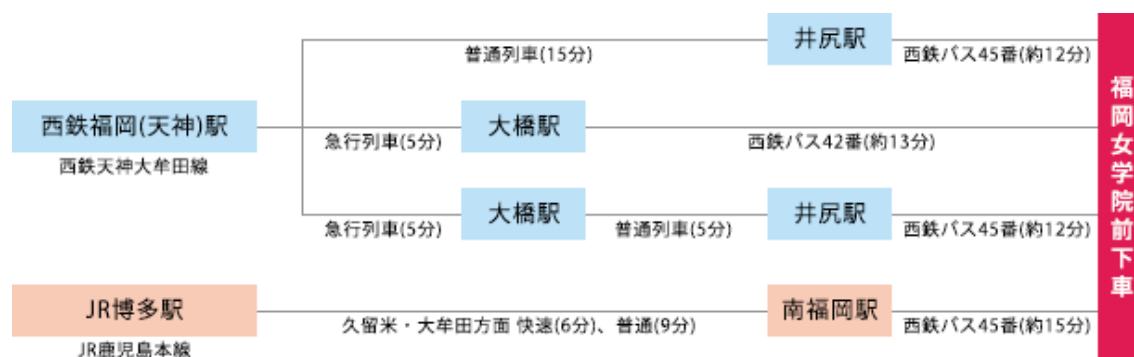 井尻駅
普通列車(15分)
西鉄バス45番(約12分)
西鉄福岡(天神)駅
西鉄天神大牟田線
急行列車(5分)
大橋駅
西鉄バス42番(約13分)
急行列車(5分)
大橋駅
普通列車(5分)
井尻駅
西鉄バス45番(約12分)
JR博多駅
JR鹿児島本線
久留米・大牟田方面 快速(6分)、普通(9分)
南福岡駅
西鉄バス45番(約15分)
福岡女学院前下車